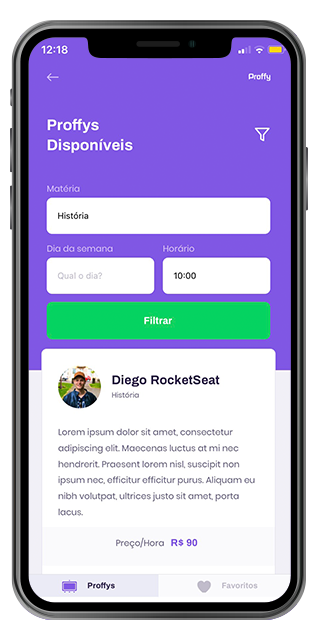 12:18
Proffy
Proffys
Disponíveis
Matéria
História
Dia da semana
Horário
Qual o dia?
10:00
Filtrar
Diego RocketSeat
História
Lorem ipsum dolor sit amet, consectetur
adipiscing elit. Maecenas luctus at mi nec
hendrerit. Praesent lorem nisl, suscipit non
ipsum nec, efficitur efficitur purus. Aliquam eu
nibh volutpat, ultrices justo sit amet, porta
lacus.
Preço/Hora R$ 90
Proffys
Favoritos